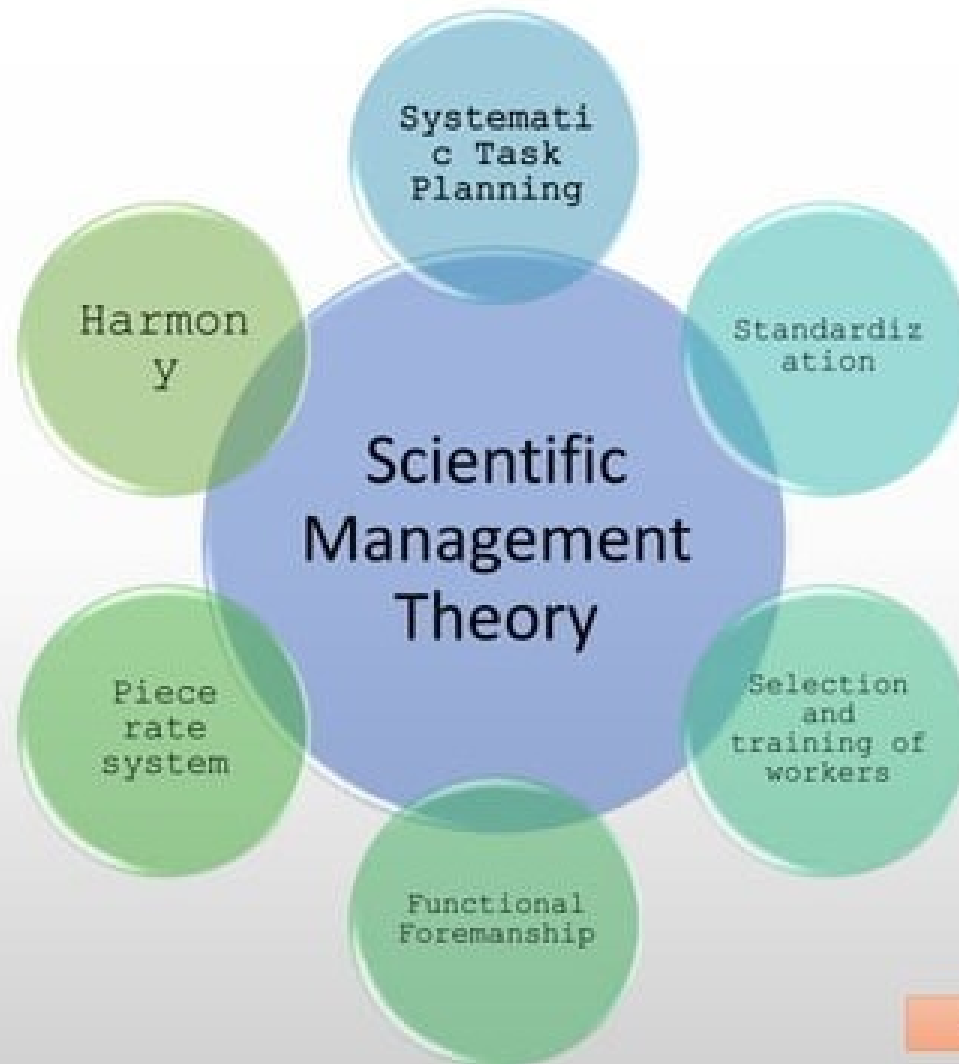 Systemati
c Task
Planning
Standardiz
ation
Selection
and
training of
workers
Functional
Foremanship
Piece
rate
system
Harmon
y
Scientific
Management
Theory